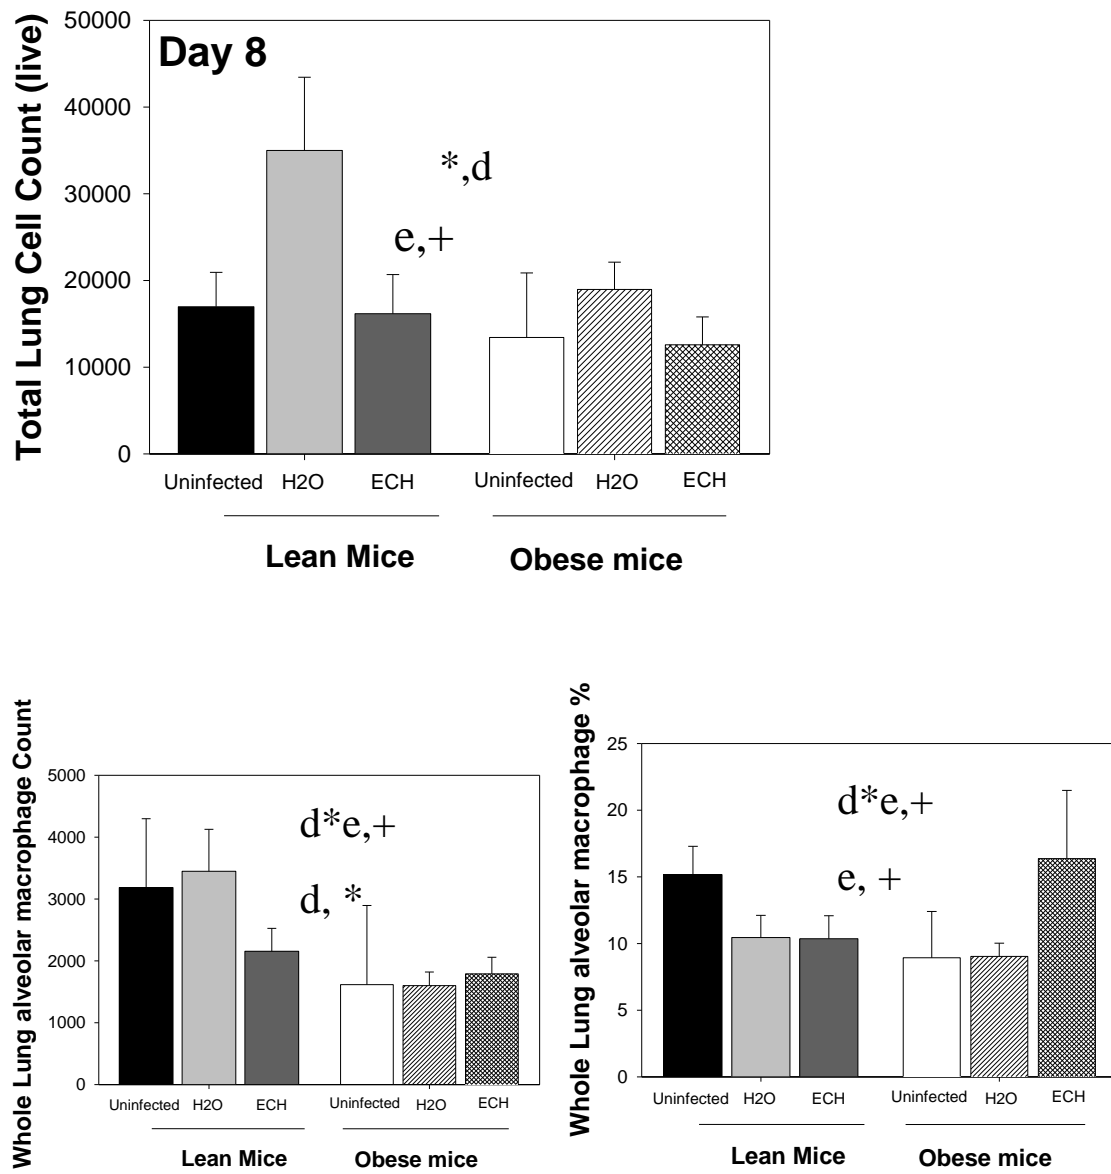 Total Lung Cell Count (live)
50000
40000
30000
20000
10000
0
Day 8
*,d
e,+
Uninfected H2O ECH Uninfected H2O ECH
Lean Mice Obese mice
Whole Lung alveolar macrophage Count
5000
4000
3000
2000
1000
0
d*e,+
d, *
Uninfected H2O ECH Uninfected H2O ECH
Lean Mice Obese mice
Whole Lung alveolar macrophage %
25
20
15
10
5
0
d*e,+
e, +
Uninfected H2O ECH Uninfected H2O ECH
Lean Mice Obese mice